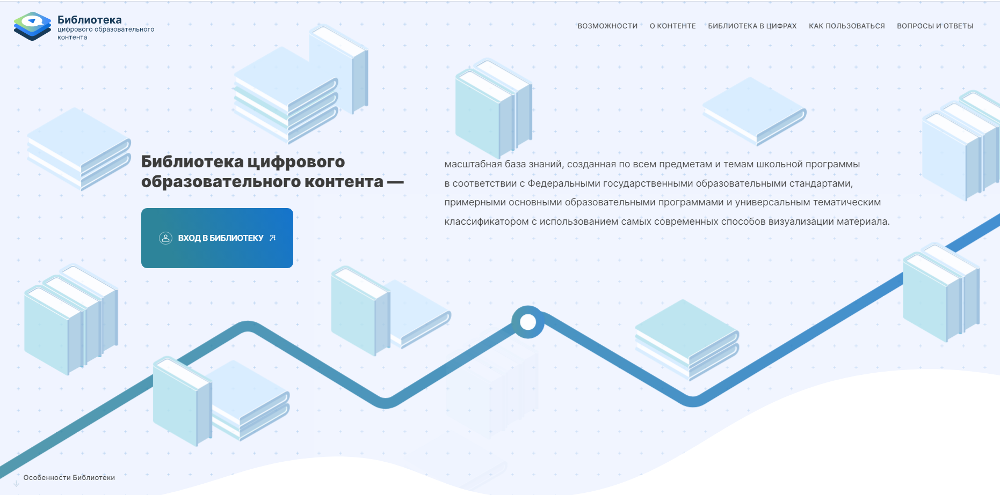 Библиотека
цифрового образовательного
контента
ВОЗМОЖНОСТИ
О КОНТЕНТЕ
БИБЛИОТЕКА В ЦИФРАХ
КАК ПОЛЬЗОВАТЬСЯ
ВОПРОСЫ И ОТВЕТЫ
Библиотека цифрового
образовательного контента —
масштабная база знаний, созданная по всем предметам и темам школьной программы
в соответствии с Федеральными государственными образовательными стандартами,
примерными основными образовательными программами и универсальным тематическим
классификатором с использованием самых современных способов визуализации материала.
ВХОД В БИБЛИОТЕКУ
Особенности Библиотеки